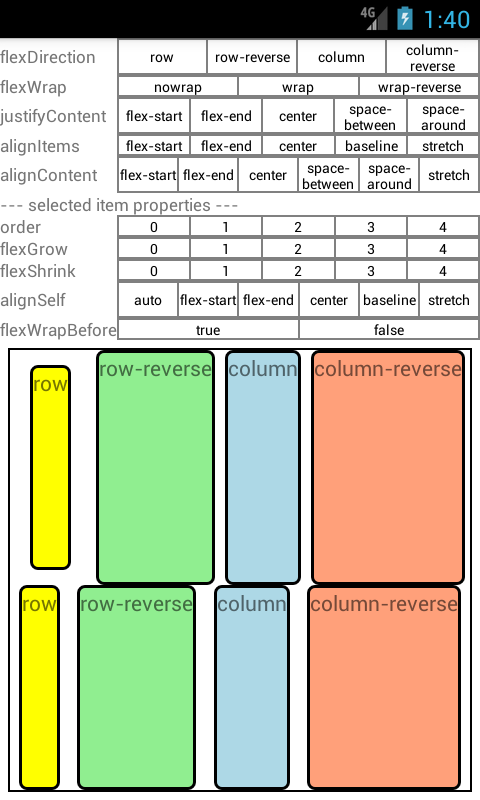 4G 1:40
flexDirection row row-reverse column column-reverse
flexWrap nowrap wrap wrap-reverse
justifyContent flex-start flex-end center space-between space-around
alignItems flex-start flex-end center baseline stretch
alignContent flex-start flex-end center space-between space-around stretch
--- selected item properties ---
order 0 1 2 3 4
flexGrow 0 1 2 3 4
flexShrink 0 1 2 3 4
alignSelf auto flex-start flex-end center baseline stretch
flexWrapBefore true false
row row-reverse column column-reverse
row row-reverse column column-reverse